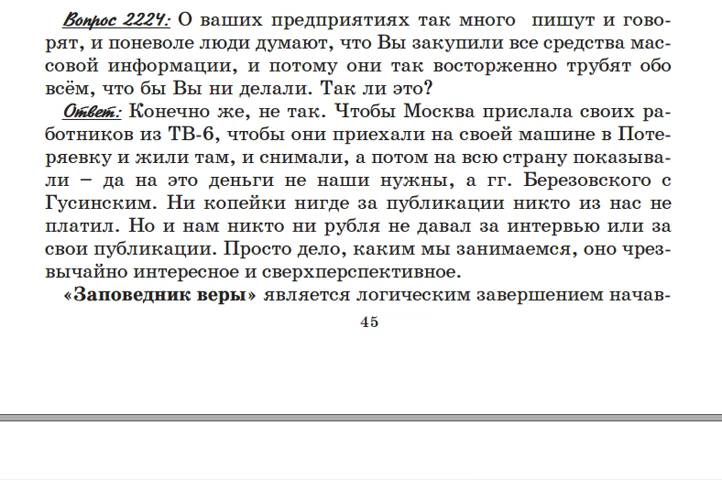 Вопрос 2224: О ваших предприятиях так много пишут и гово-
рят, и поневоле люди думают, что Вы закупили все средства мас-
совой информации, и потому они так восторженно трубят обо
всём, что бы Вы ни делали. Так ли это?
Ответ: Конечно же, не так. Чтобы Москва прислала своих ра-
ботников из ТВ-6, чтобы они приехали на своей машине в Поте-
ряевку и жили там, и снимали, а потом на всю страну показыва-
ли – да на это деньги не наши нужны, а гг. Березовского с
Гусинским. Ни копейки нигде за публикации никто из нас не
платил. Но и нам никто ни рубля не давал за интервью или за
свои публикации. Просто дело, каким мы занимаемся, оно чрез-
вычайно интересное и сверхперспективное.
«Заповедник веры» является логическим завершением начав-
45